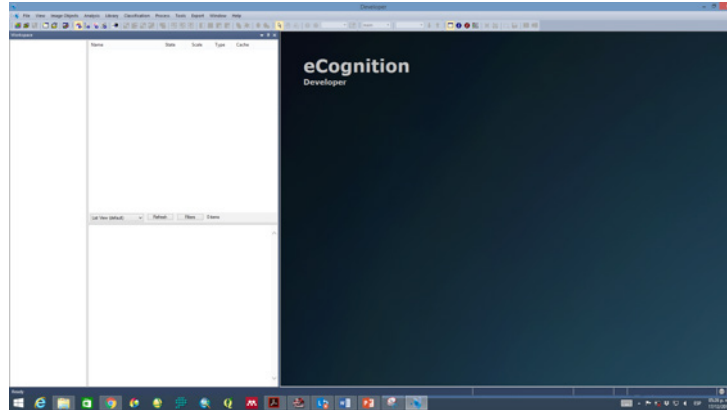 Developer
File View Image Objects Analysis Library Classification Process Tools Export Window Help
Workspace
Name State Scale Type Cache
eCognition
Developer
List View (default) Refresh Filters 0 items
Ready
ESP